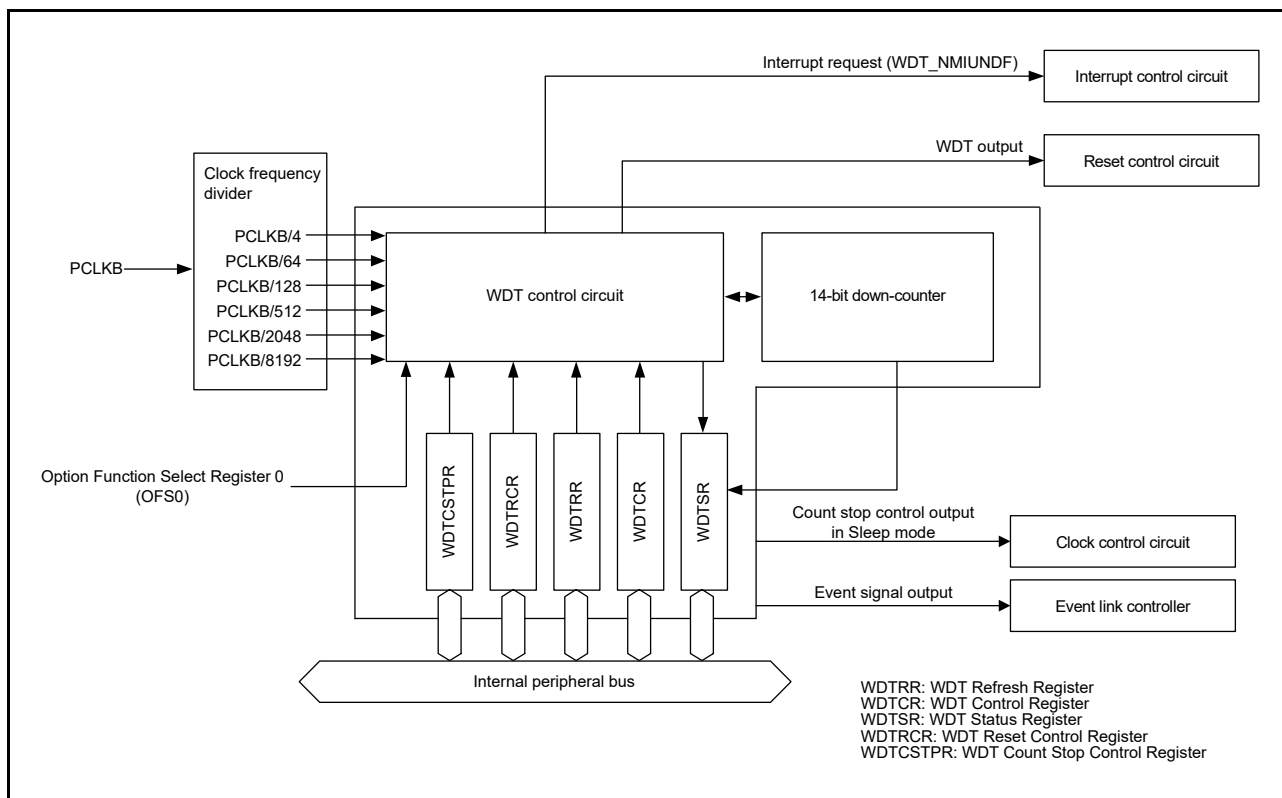 Interrupt request (WDT_NMIUNDF)
Interrupt control circuit
WDT output
Reset control circuit
Clock frequency
divider
PCLKB
PCLKB/4
PCLKB/64
PCLKB/128
PCLKB/512
PCLKB/2048
PCLKB/8192
WDT control circuit
14-bit down-counter
Option Function Select Register 0
(OFS0)
WDTCSTPR
WDTRCR
WDTRR
WDTCR
WDTSR
Count stop control output
in Sleep mode
Clock control circuit
Event signal output
Event link controller
Internal peripheral bus
WDTRR: WDT Refresh Register
WDTCR: WDT Control Register
WDTSR: WDT Status Register
WDTRCR: WDT Reset Control Register
WDTCSTPR: WDT Count Stop Control Register